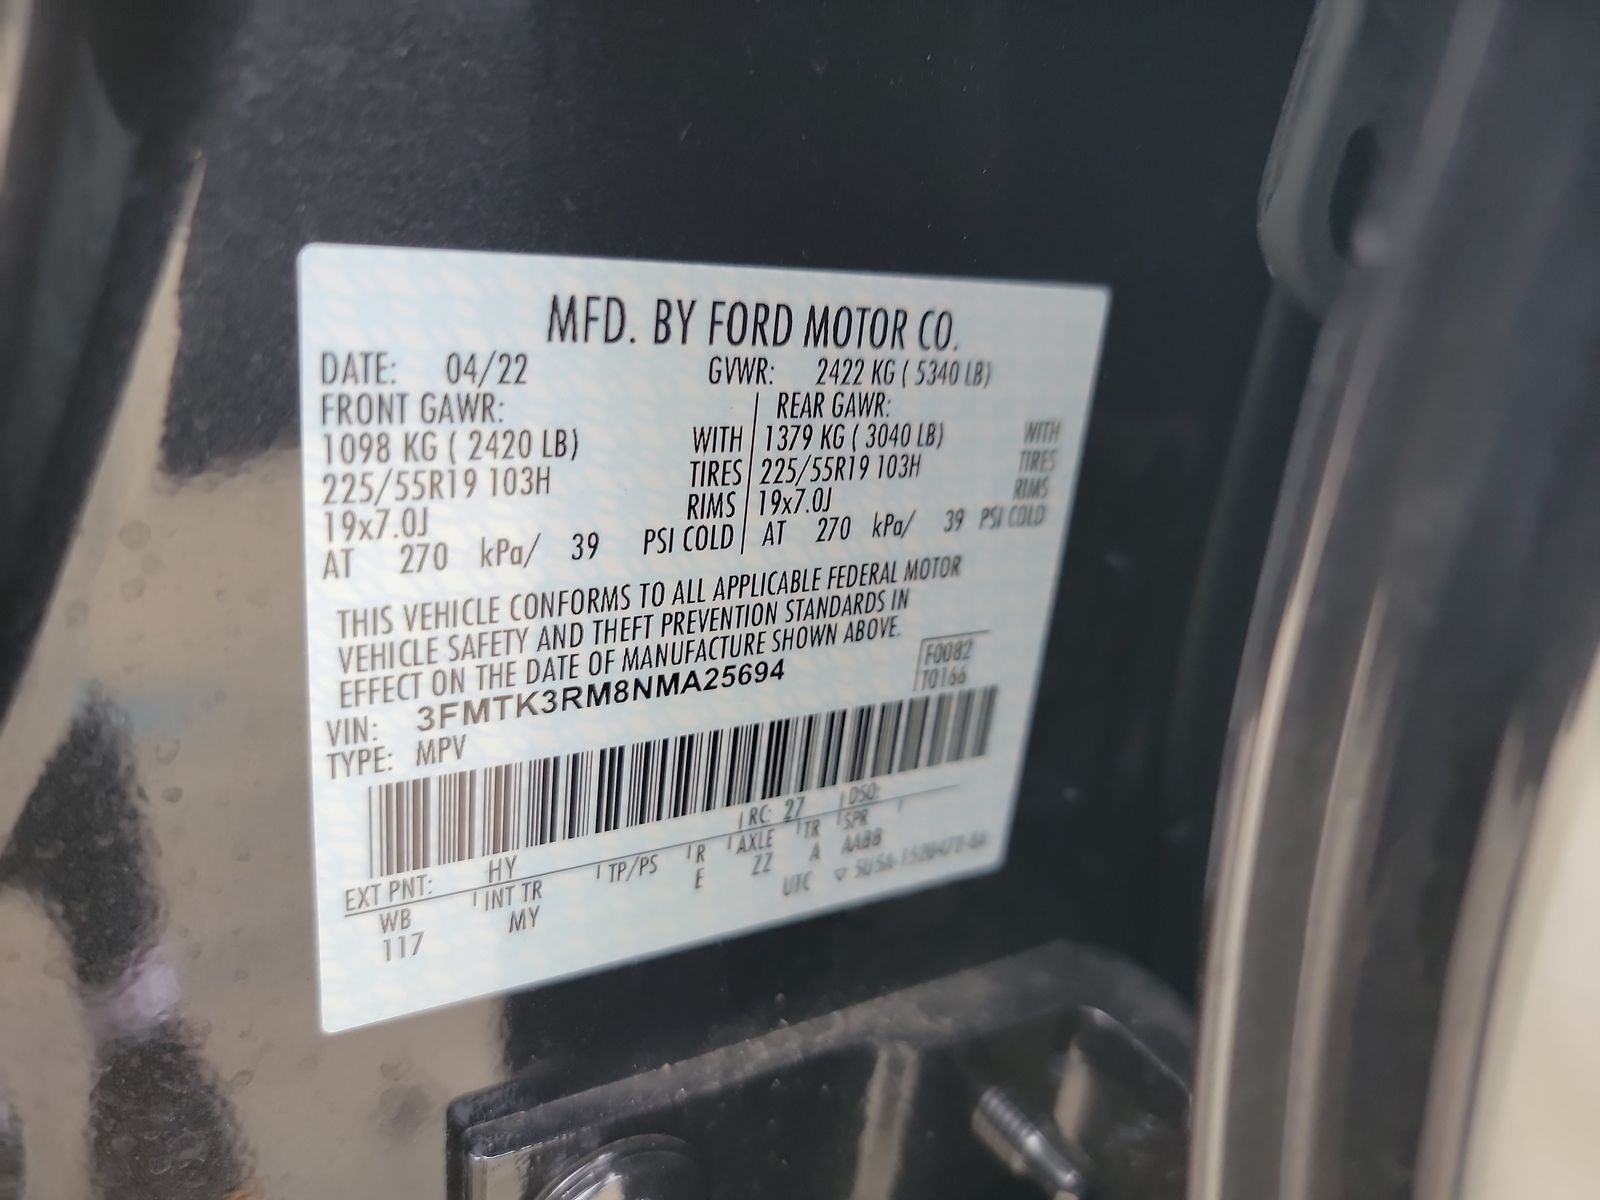 MFD. BY FORD MOTOR CO.
DATE: 04/22 GVWR: 2422 KG ( 5340 LB)
FRONT GAWR: REAR GAWR:
1098 KG ( 2420 LB) WITH 1379 KG ( 3040 LB) WITH
225/55R19 103H TIRES 225/55R19 103H TIRES
19x7.0J RIMS 19x7.0J RIMS
AT 270 kPa/ 39 PSI COLD AT 270 kPa/ 39 PSI COLD
THIS VEHICLE CONFORMS TO ALL APPLICABLE FEDERAL MOTOR
VEHICLE SAFETY AND THEFT PREVENTION STANDARDS IN
EFFECT ON THE DATE OF MANUFACTURE SHOWN ABOVE.
VIN: 3FMTK3RM8NMA25694
F0082
T0166
TYPE: MPV
EXT PNT: HY RC: 27 DSO:
WB INT TR TP/PS R AXLE TR SPR
117 MY E ZZ A AABB
UTC